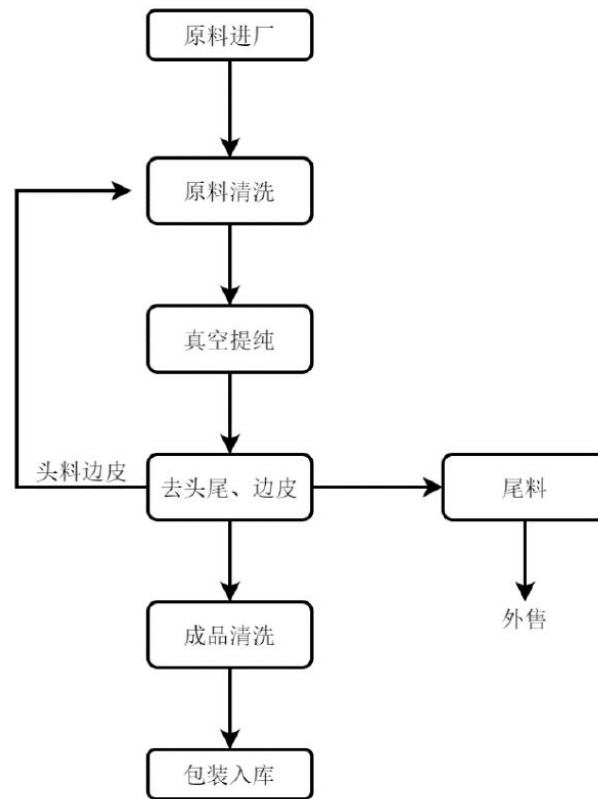 原料进厂
原料清洗
真空提纯
头料边皮
去头尾、边皮
尾料
成品清洗
外售
包装入库